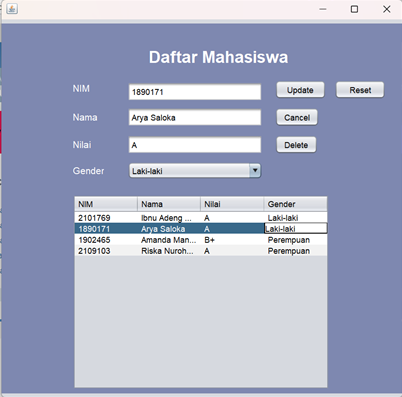 Daftar Mahasiswa
NIM 1890171 Update Reset
Nama Arya Saloka Cancel
Nilai A Delete
Gender Laki-laki
NIM Nama Nilai Gender
2101769 Ibnu Adeng ... A Laki-laki
1890171 Arya Saloka A Laki-laki
1902465 Amanda Man... B+ Perempuan
2109103 Riska Nuroh... A Perempuan